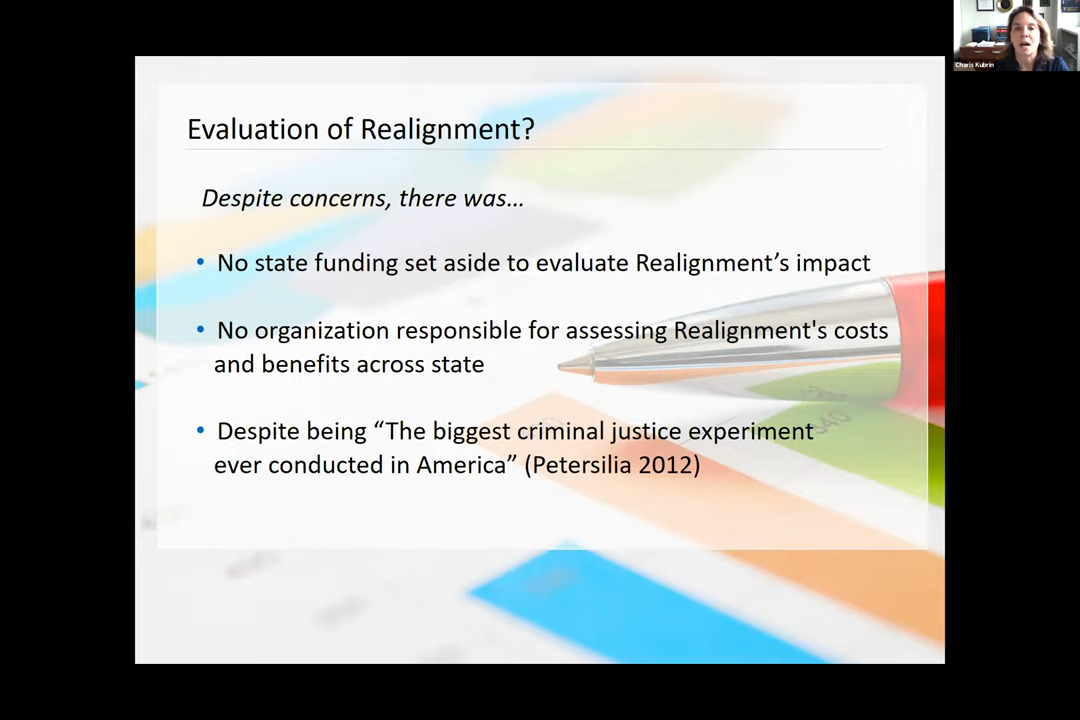 Charis Kubrin
Evaluation of Realignment?
Despite concerns, there was...
• No state funding set aside to evaluate Realignment’s impact
• No organization responsible for assessing Realignment's costs
and benefits across state
• Despite being “The biggest criminal justice experiment
ever conducted in America” (Petersilia 2012)